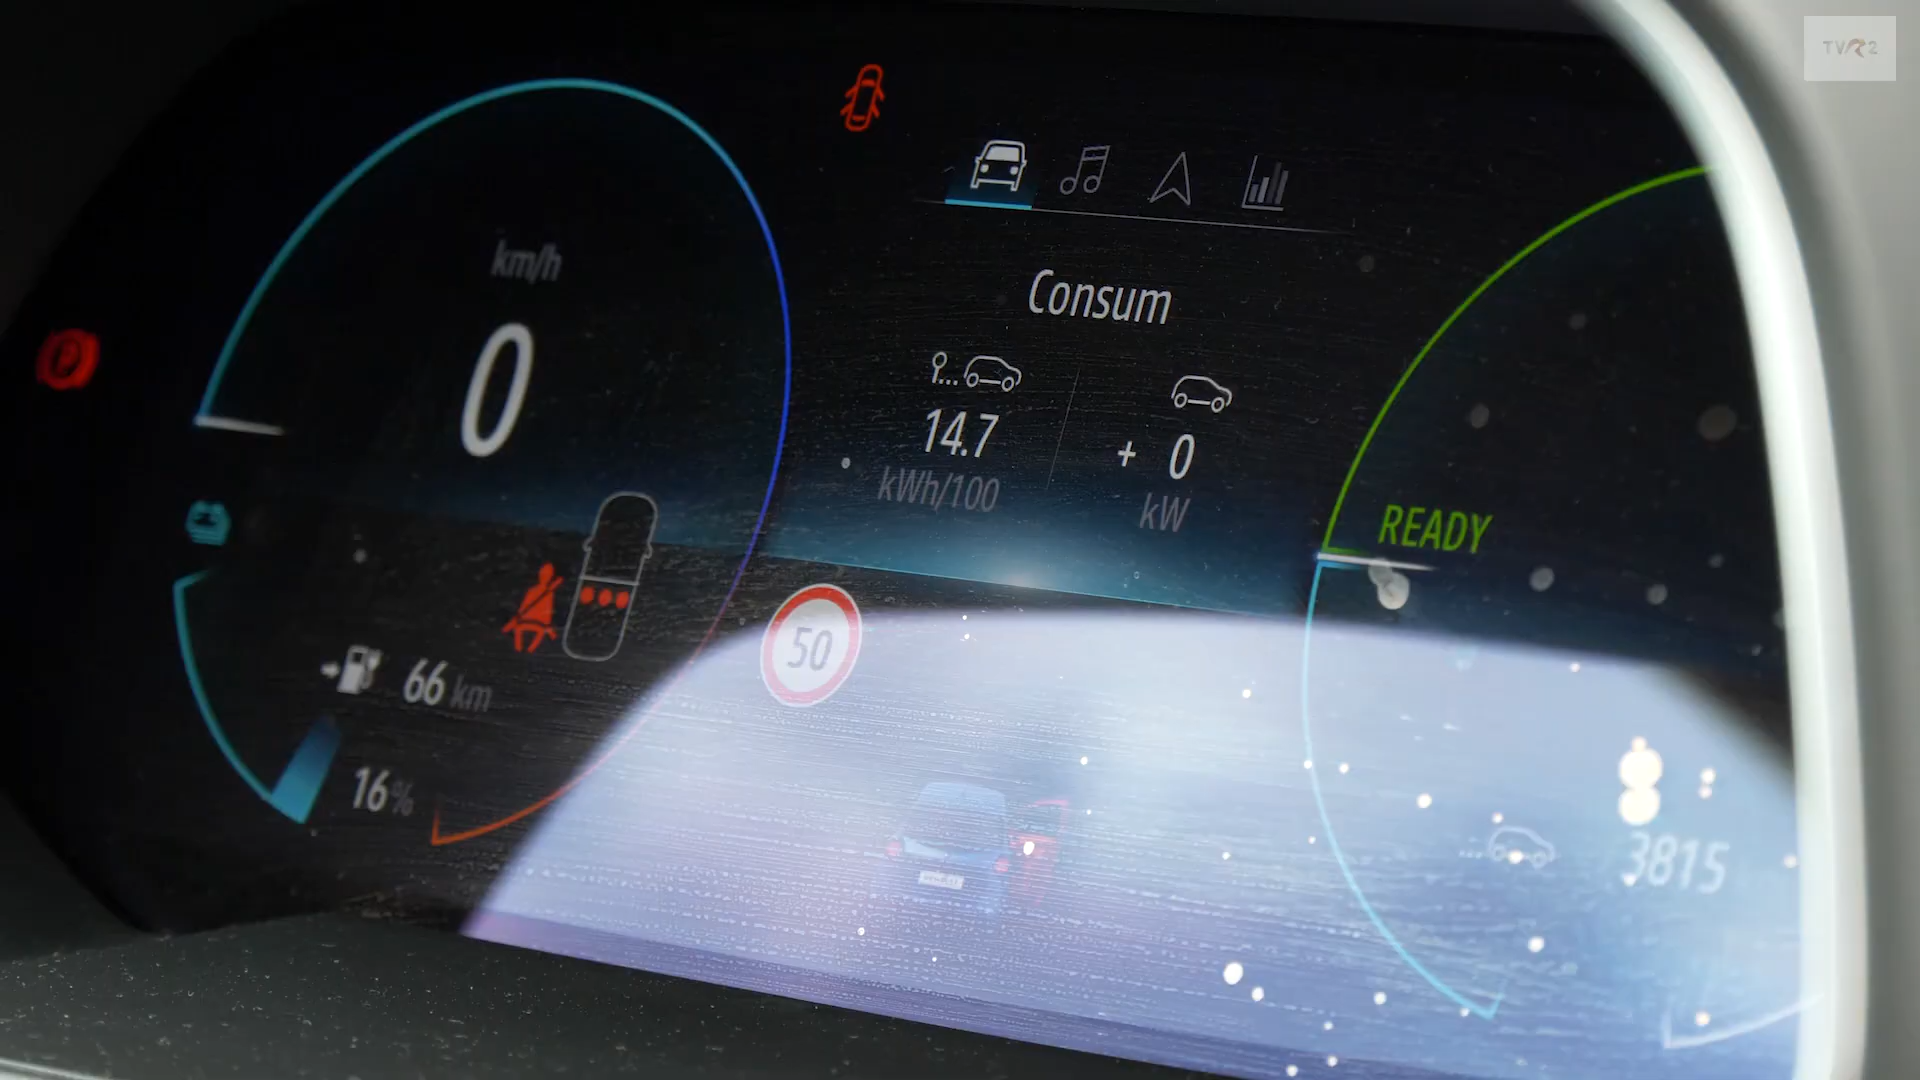 TVR2
km/h
0
Consum
14.7
kWh/100
+ 0
kW
READY
P
50
66 km
16%
3815